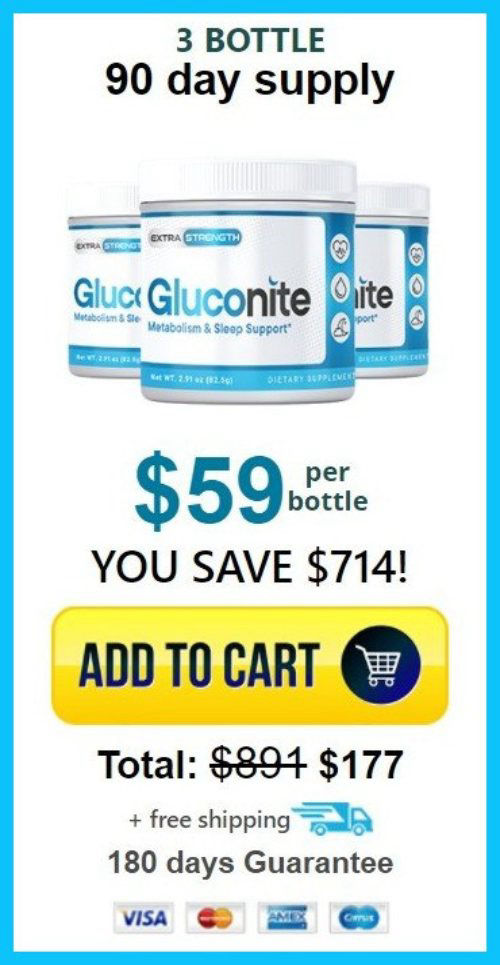 3 BOTTLE
90 day supply
EXTRA STRENGTH
Gluconite
Metabolism & Sleep Support*
Net WT. 2.91 oz (82.5g)
DIETARY SUPPLEMENT
$59 per bottle
YOU SAVE $714!
ADD TO CART
Total: $891 $177
+ free shipping
180 days Guarantee
VISA
AMEX
Cirrus